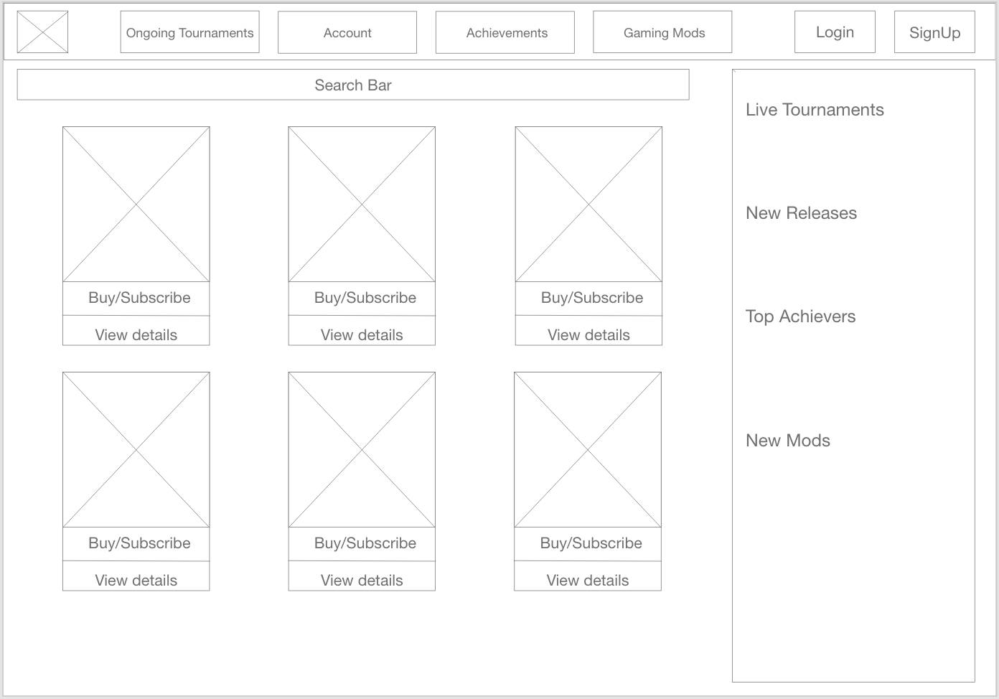 Ongoing Tournaments
Account
Achievements
Gaming Mods
Login
SignUp
Search Bar
Buy/Subscribe
View details
Buy/Subscribe
View details
Buy/Subscribe
View details
Buy/Subscribe
View details
Buy/Subscribe
View details
Buy/Subscribe
View details
Live Tournaments
New Releases
Top Achievers
New Mods